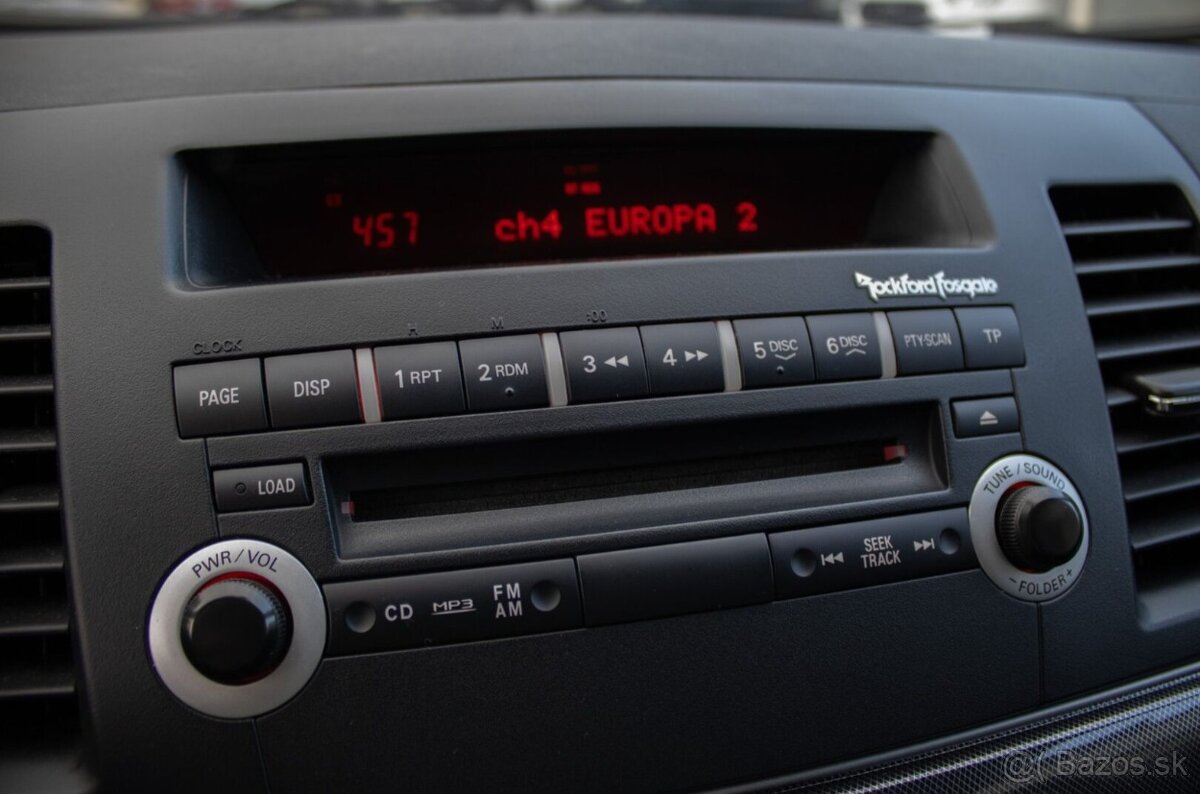 457 ch4 EUROPA 2
Rockford Fosgate
CLOCK H M :00
PAGE DISP 1 RPT 2 RDM 3 4 5 DISC 6 DISC PTY·SCAN TP
LOAD
TUNE / SOUND
PWR / VOL
CD MP3 FM AM
SEEK TRACK
− FOLDER +
Bazos.sk